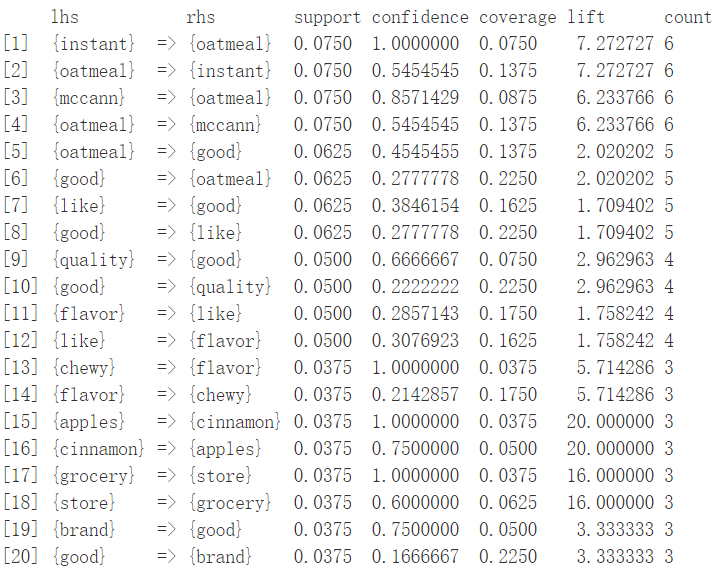 lhs rhs support confidence coverage lift count
[1] {instant} => {oatmeal} 0.0750 1.0000000 0.0750 7.272727 6
[2] {oatmeal} => {instant} 0.0750 0.5454545 0.1375 7.272727 6
[3] {mccann} => {oatmeal} 0.0750 0.8571429 0.0875 6.233766 6
[4] {oatmeal} => {mccann} 0.0750 0.5454545 0.1375 6.233766 6
[5] {oatmeal} => {good} 0.0625 0.4545455 0.1375 2.020202 5
[6] {good} => {oatmeal} 0.0625 0.2777778 0.2250 2.020202 5
[7] {like} => {good} 0.0625 0.3846154 0.1625 1.709402 5
[8] {good} => {like} 0.0625 0.2777778 0.2250 1.709402 5
[9] {quality} => {good} 0.0500 0.6666667 0.0750 2.962963 4
[10] {good} => {quality} 0.0500 0.2222222 0.2250 2.962963 4
[11] {flavor} => {like} 0.0500 0.2857143 0.1750 1.758242 4
[12] {like} => {flavor} 0.0500 0.3076923 0.1625 1.758242 4
[13] {chewy} => {flavor} 0.0375 1.0000000 0.0375 5.714286 3
[14] {flavor} => {chewy} 0.0375 0.2142857 0.1750 5.714286 3
[15] {apples} => {cinnamon} 0.0375 1.0000000 0.0375 20.000000 3
[16] {cinnamon} => {apples} 0.0375 0.7500000 0.0500 20.000000 3
[17] {grocery} => {store} 0.0375 1.0000000 0.0375 16.000000 3
[18] {store} => {grocery} 0.0375 0.6000000 0.0625 16.000000 3
[19] {brand} => {good} 0.0375 0.7500000 0.0500 3.333333 3
[20] {good} => {brand} 0.0375 0.1666667 0.2250 3.333333 3